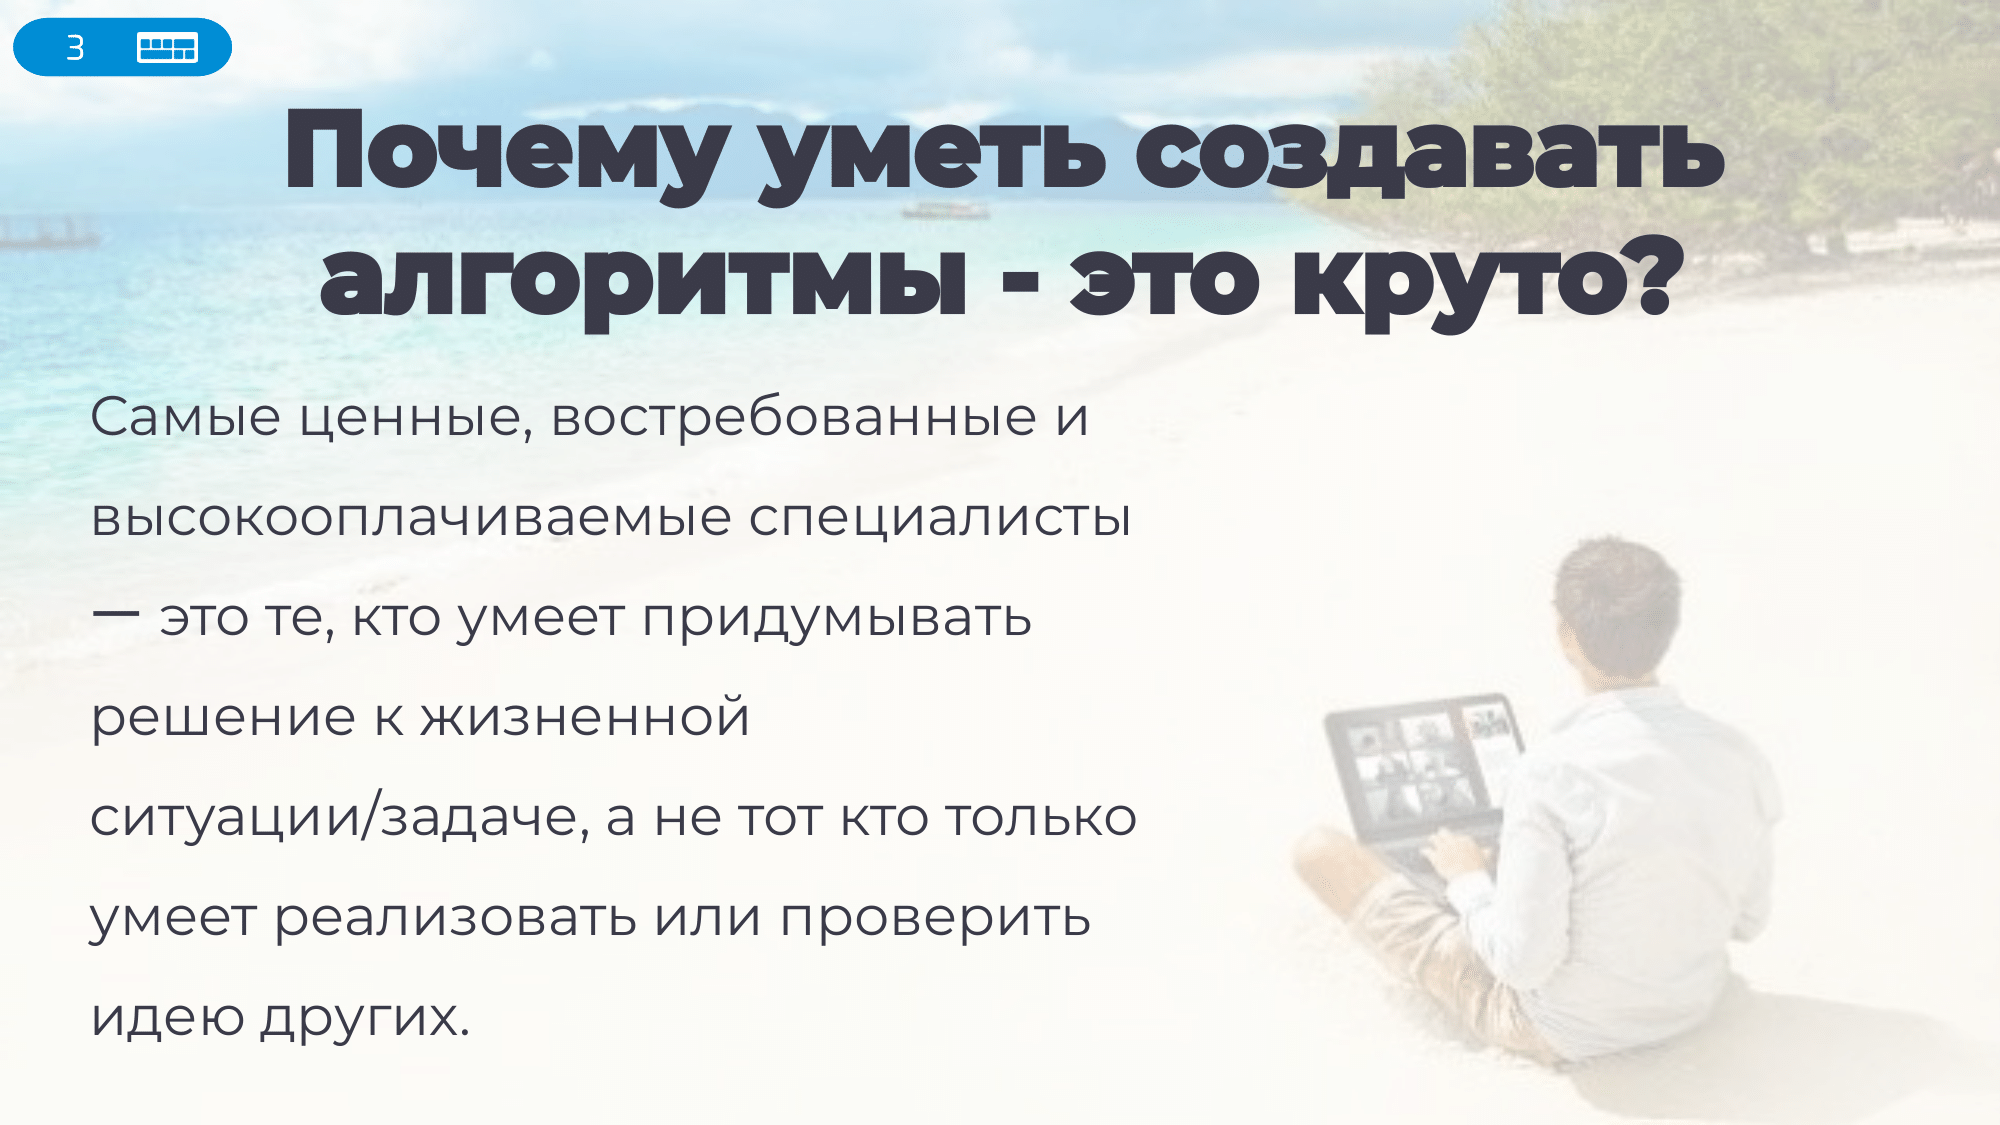 3
Почему уметь создавать
алгоритмы - это круто?
Самые ценные, востребованные и
высокооплачиваемые специалисты
— это те, кто умеет придумывать
решение к жизненной
ситуации/задаче, а не тот кто только
умеет реализовать или проверить
идею других.